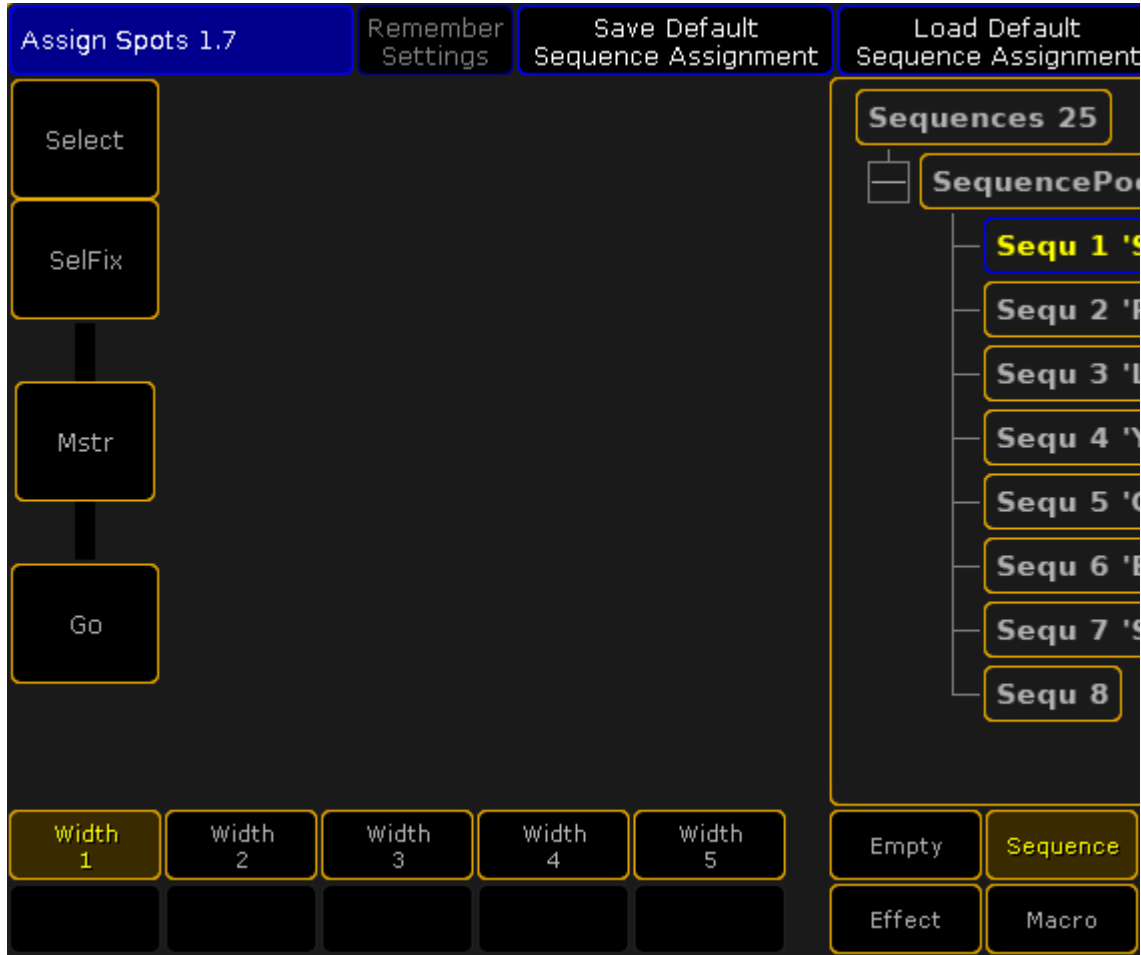 Assign Spots 1.7
Remember
Settings
Save Default
Sequence Assignment
Load Default
Sequence Assignment
Select
SelFix
Mstr
Go
Sequences 25
SequencePoo
Sequ 1 'S
Sequ 2 '
Sequ 3 '
Sequ 4 'Y
Sequ 5 '
Sequ 6 '
Sequ 7 'S
Sequ 8
Width
1
Width
2
Width
3
Width
4
Width
5
Empty
Sequence
Effect
Macro